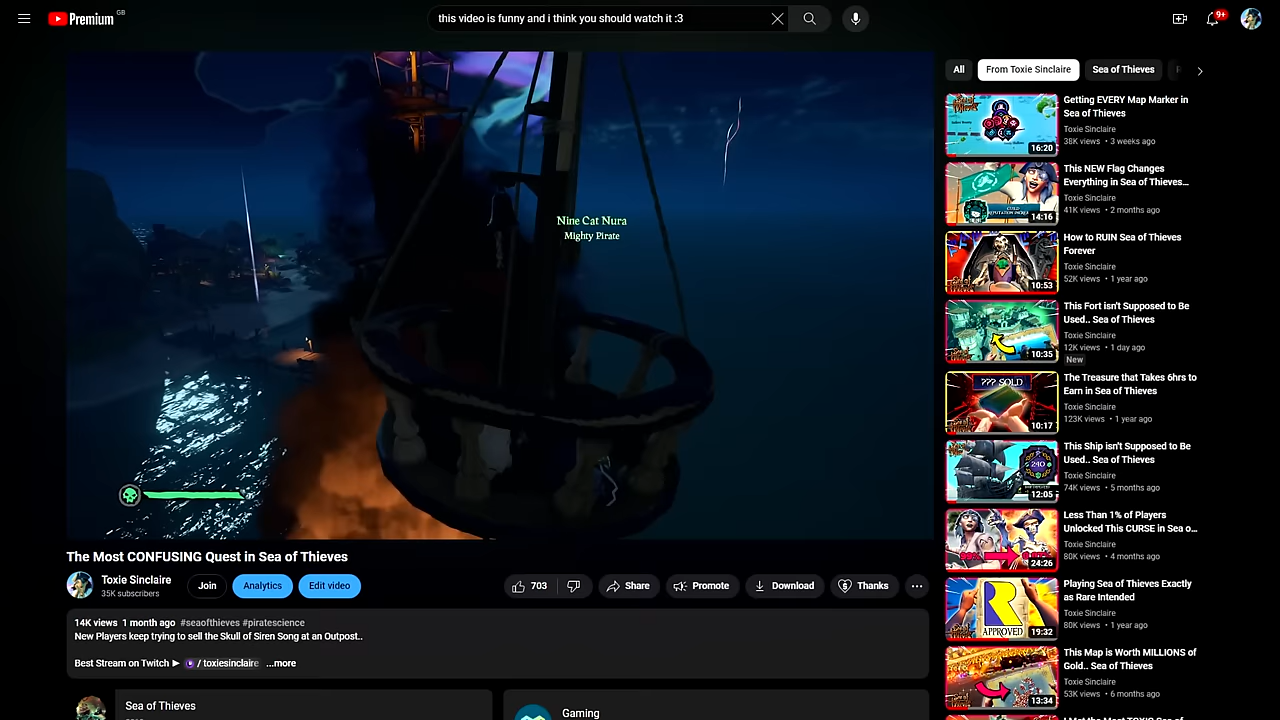 Premium GB
this video is funny and i think you should watch it :3
9+
Nine Cat Nura
Mighty Pirate
The Most CONFUSING Quest in Sea of Thieves
Toxie Sinclaire
35K subscribers
Join
Analytics
Edit video
703
Share
Promote
Download
Thanks
14K views 1 month ago #seaofthieves #piratescience
New Players keep trying to sell the Skull of Siren Song at an Outpost..
Best Stream on Twitch ▶ / toxiesinclaire ...more
Sea of Thieves
Gaming
All
From Toxie Sinclaire
Sea of Thieves
Getting EVERY Map Marker in
Sea of Thieves
Toxie Sinclaire
38K views • 3 weeks ago
16:20
This NEW Flag Changes
Everything in Sea of Thieves...
Toxie Sinclaire
41K views • 2 months ago
14:16
How to RUIN Sea of Thieves
Forever
Toxie Sinclaire
52K views • 1 year ago
10:53
This Fort isn't Supposed to Be
Used.. Sea of Thieves
Toxie Sinclaire
12K views • 1 day ago
New
10:35
??? SOLD
The Treasure that Takes 6hrs to
Earn in Sea of Thieves
Toxie Sinclaire
123K views • 1 year ago
10:17
This Ship isn't Supposed to Be
Used.. Sea of Thieves
Toxie Sinclaire
74K views • 5 months ago
240
12:05
Less Than 1% of Players
Unlocked This CURSE in Sea o...
Toxie Sinclaire
80K views • 4 months ago
24:26
Playing Sea of Thieves Exactly
as Rare Intended
Toxie Sinclaire
80K views • 1 year ago
APPROVED
19:32
This Map is Worth MILLIONS of
Gold.. Sea of Thieves
Toxie Sinclaire
53K views • 6 months ago
13:34